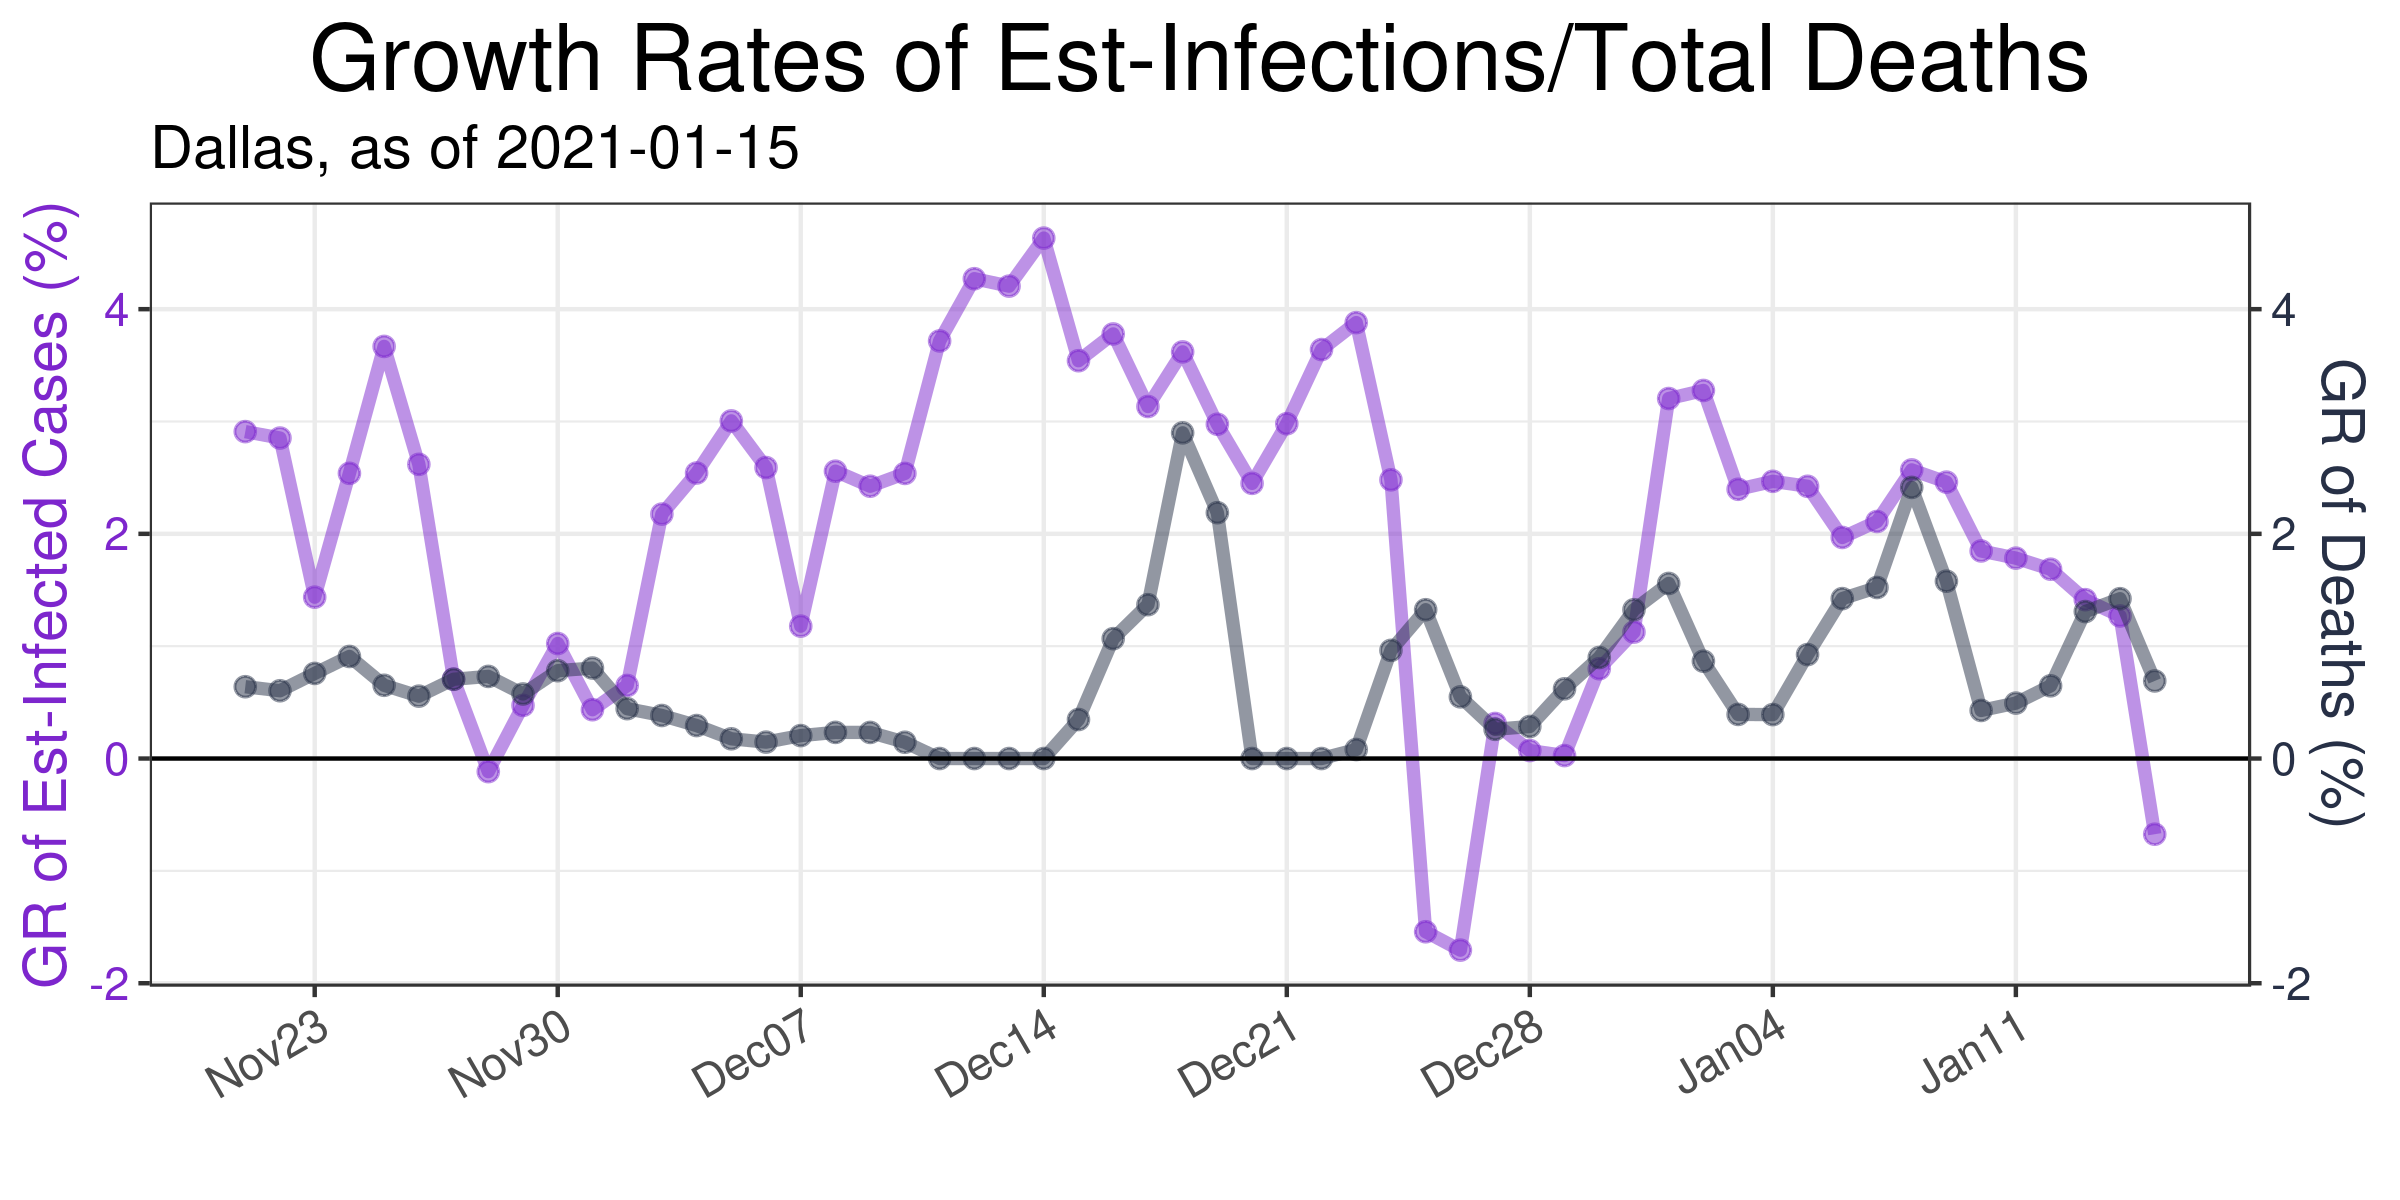 Growth Rates of Est-Infections/Total Deaths
Dallas, as of 2021-01-15
GR of Est-Infected Cases (%)
4
2
0
-2
4
2
0
-2
GR of Deaths (%)
Nov23
Nov30
Dec07
Dec14
Dec21
Dec28
Jan04
Jan11